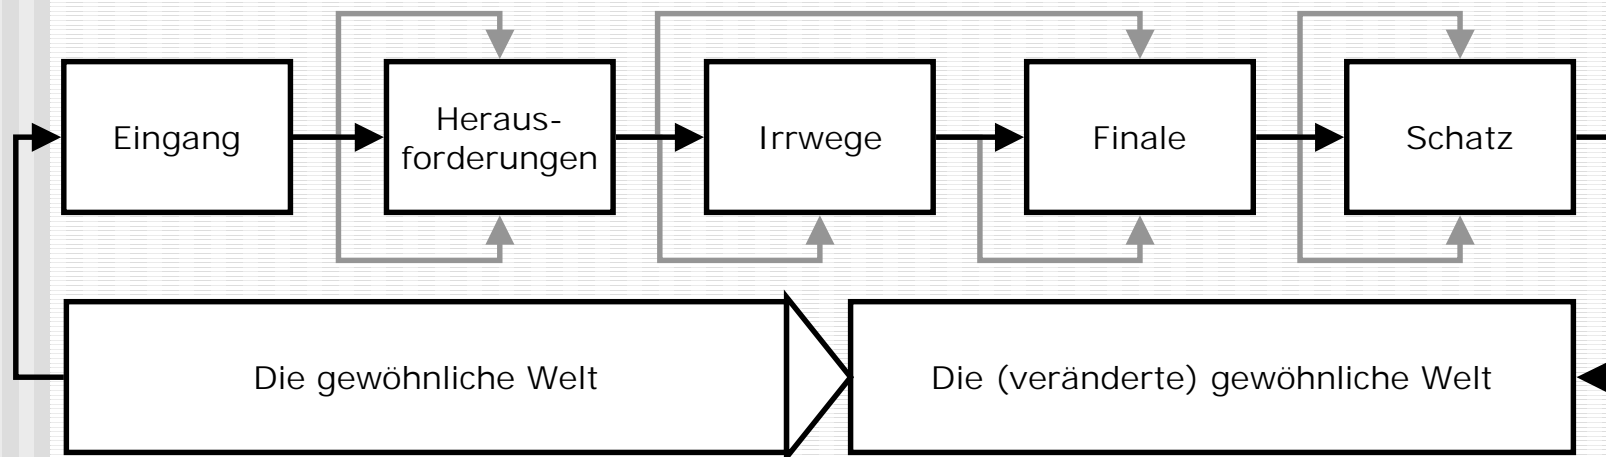 Eingang
Heraus-
forderungen
Irrwege
Finale
Schatz
Die gewöhnliche Welt
Die (veränderte) gewöhnliche Welt